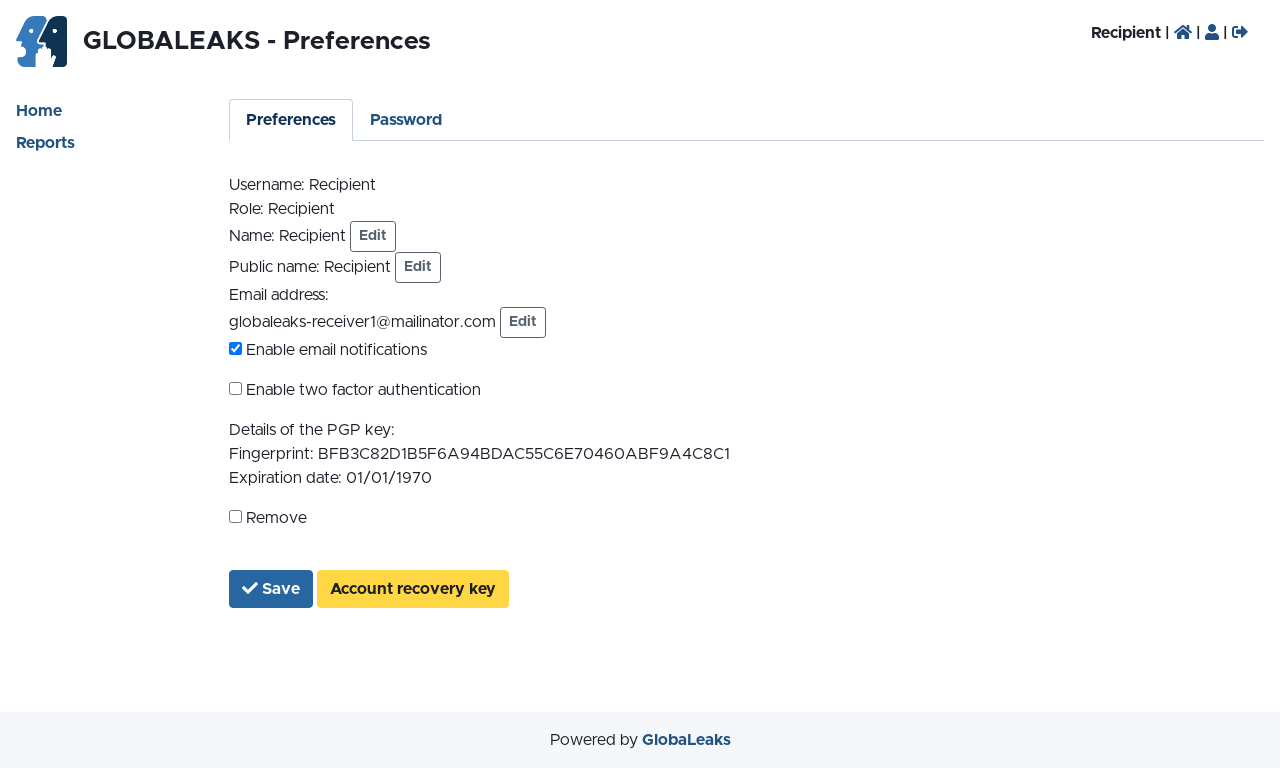 GLOBALEAKS - Preferences
Recipient | | |
Home
Reports
Preferences Password
Username: Recipient
Role: Recipient
Name: Recipient Edit
Public name: Recipient Edit
Email address:
globaleaks-receiver1@mailinator.com Edit
Enable email notifications
Enable two factor authentication
Details of the PGP key:
Fingerprint: BFB3C82D1B5F6A94BDAC55C6E70460ABF9A4C8C1
Expiration date: 01/01/1970
Remove
Save Account recovery key
Powered by GlobaLeaks